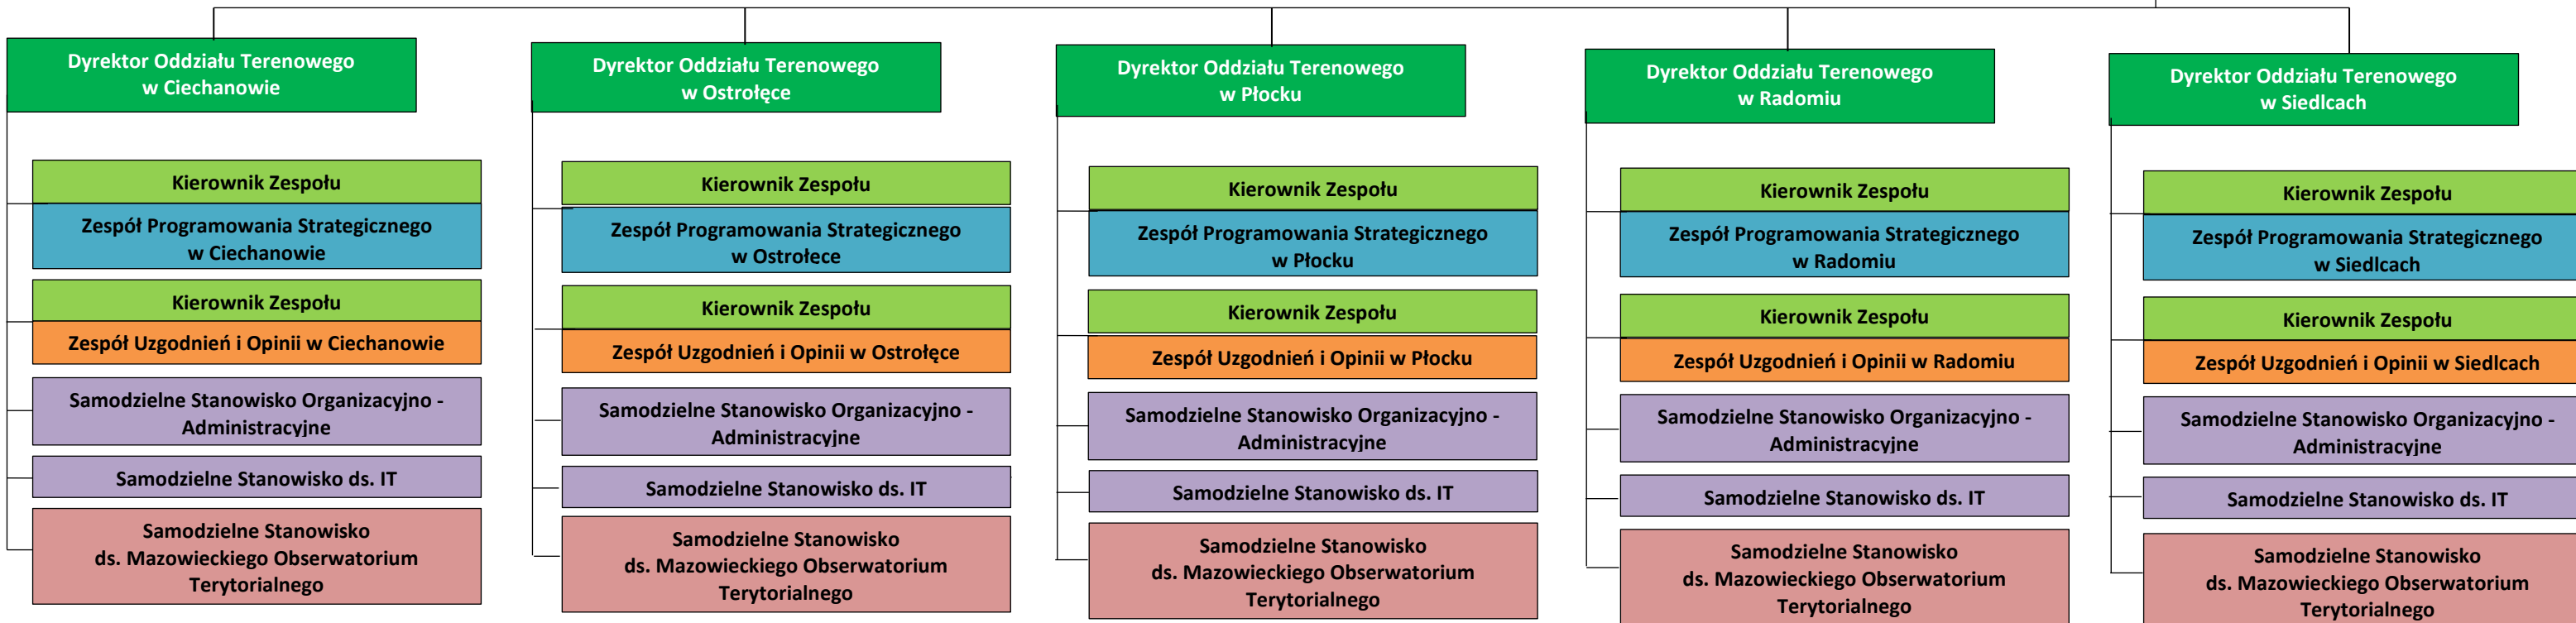 Dyrektor Oddziału Terenowego
w Ciechanowie
Kierownik Zespołu
Zespół Programowania Strategicznego
w Ciechanowie
Kierownik Zespołu
Zespół Uzgodnień i Opinii w Ciechanowie
Samodzielne Stanowisko Organizacyjno -
Administracyjne
Samodzielne Stanowisko ds. IT
Samodzielne Stanowisko
ds. Mazowieckiego Obserwatorium
Terytorialnego
Dyrektor Oddziału Terenowego
w Ostrołęce
Kierownik Zespołu
Zespół Programowania Strategicznego
w Ostrołece
Kierownik Zespołu
Zespół Uzgodnień i Opinii w Ostrołęce
Samodzielne Stanowisko Organizacyjno -
Administracyjne
Samodzielne Stanowisko ds. IT
Samodzielne Stanowisko
ds. Mazowieckiego Obserwatorium
Terytorialnego
Dyrektor Oddziału Terenowego
w Płocku
Kierownik Zespołu
Zespół Programowania Strategicznego
w Płocku
Kierownik Zespołu
Zespół Uzgodnień i Opinii w Płocku
Samodzielne Stanowisko Organizacyjno -
Administracyjne
Samodzielne Stanowisko ds. IT
Samodzielne Stanowisko
ds. Mazowieckiego Obserwatorium
Terytorialnego
Dyrektor Oddziału Terenowego
w Radomiu
Kierownik Zespołu
Zespół Programowania Strategicznego
w Radomiu
Kierownik Zespołu
Zespół Uzgodnień i Opinii w Radomiu
Samodzielne Stanowisko Organizacyjno -
Administracyjne
Samodzielne Stanowisko ds. IT
Samodzielne Stanowisko
ds. Mazowieckiego Obserwatorium
Terytorialnego
Dyrektor Oddziału Terenowego
w Siedlcach
Kierownik Zespołu
Zespół Programowania Strategicznego
w Siedlcach
Kierownik Zespołu
Zespół Uzgodnień i Opinii w Siedlcach
Samodzielne Stanowisko Organizacyjno -
Administracyjne
Samodzielne Stanowisko ds. IT
Samodzielne Stanowisko
ds. Mazowieckiego Obserwatorium
Terytorialnego